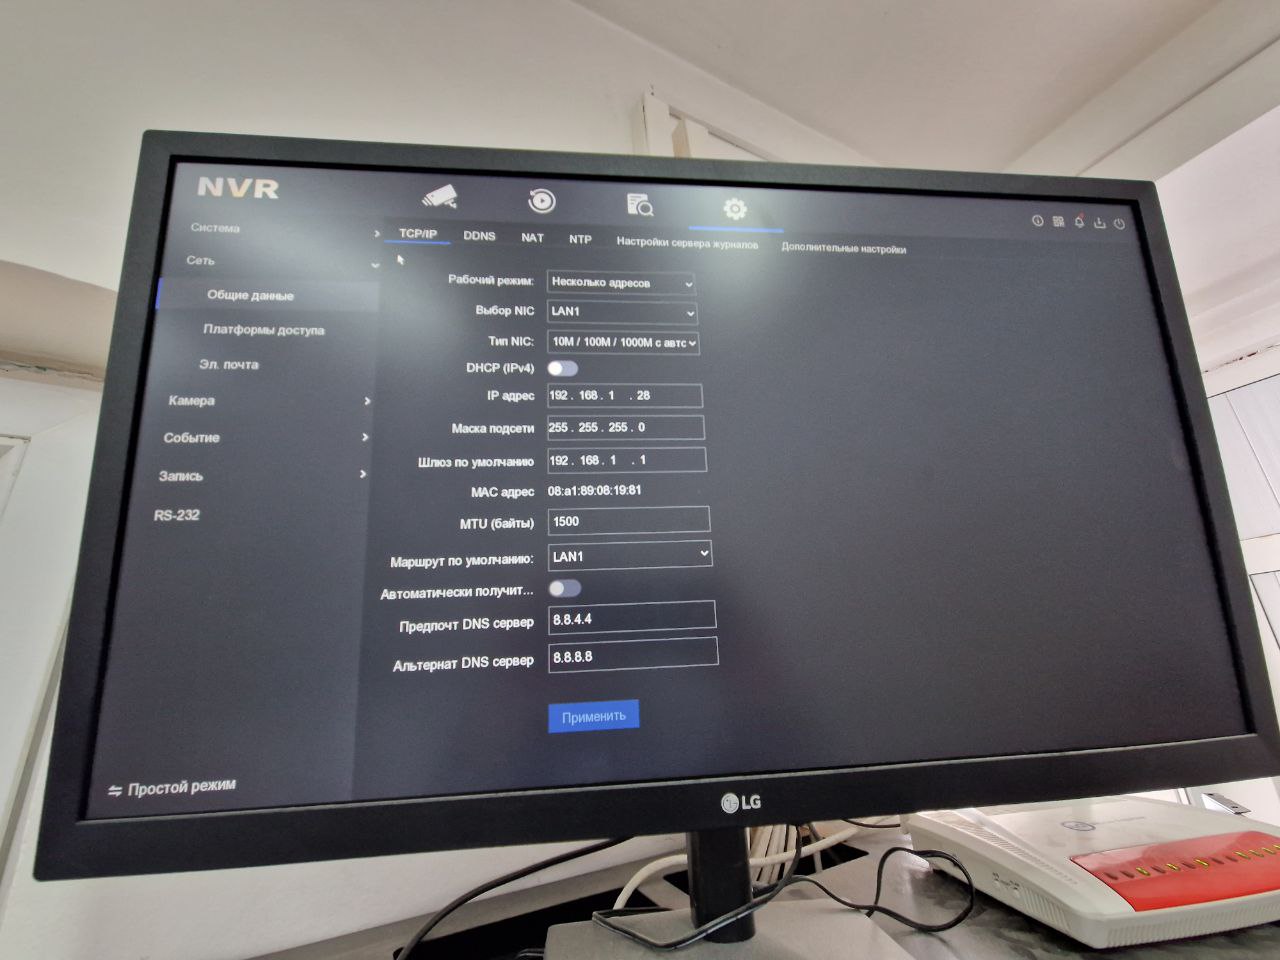 NVR
Система
Сеть
Общие данные
Платформы доступа
Эл. почта
Камера
Событие
Запись
RS-232
Простой режим
TCP/IP DDNS NAT NTP Настройки сервера журналов Дополнительные настройки
Рабочий режим: Несколько адресов
Выбор NIC LAN1
Тип NIC: 10M / 100M / 1000M с автс
DHCP (IPv4)
IP адрес 192 . 168 . 1 . 28
Маска подсети 255 . 255 . 255 . 0
Шлюз по умолчанию 192 . 168 . 1 . 1
MAC адрес 08:a1:89:08:19:81
MTU (байты) 1500
Маршрут по умолчанию: LAN1
Автоматически получит...
Предпочт DNS сервер 8.8.4.4
Альтернат DNS сервер 8.8.8.8
Применить
LG